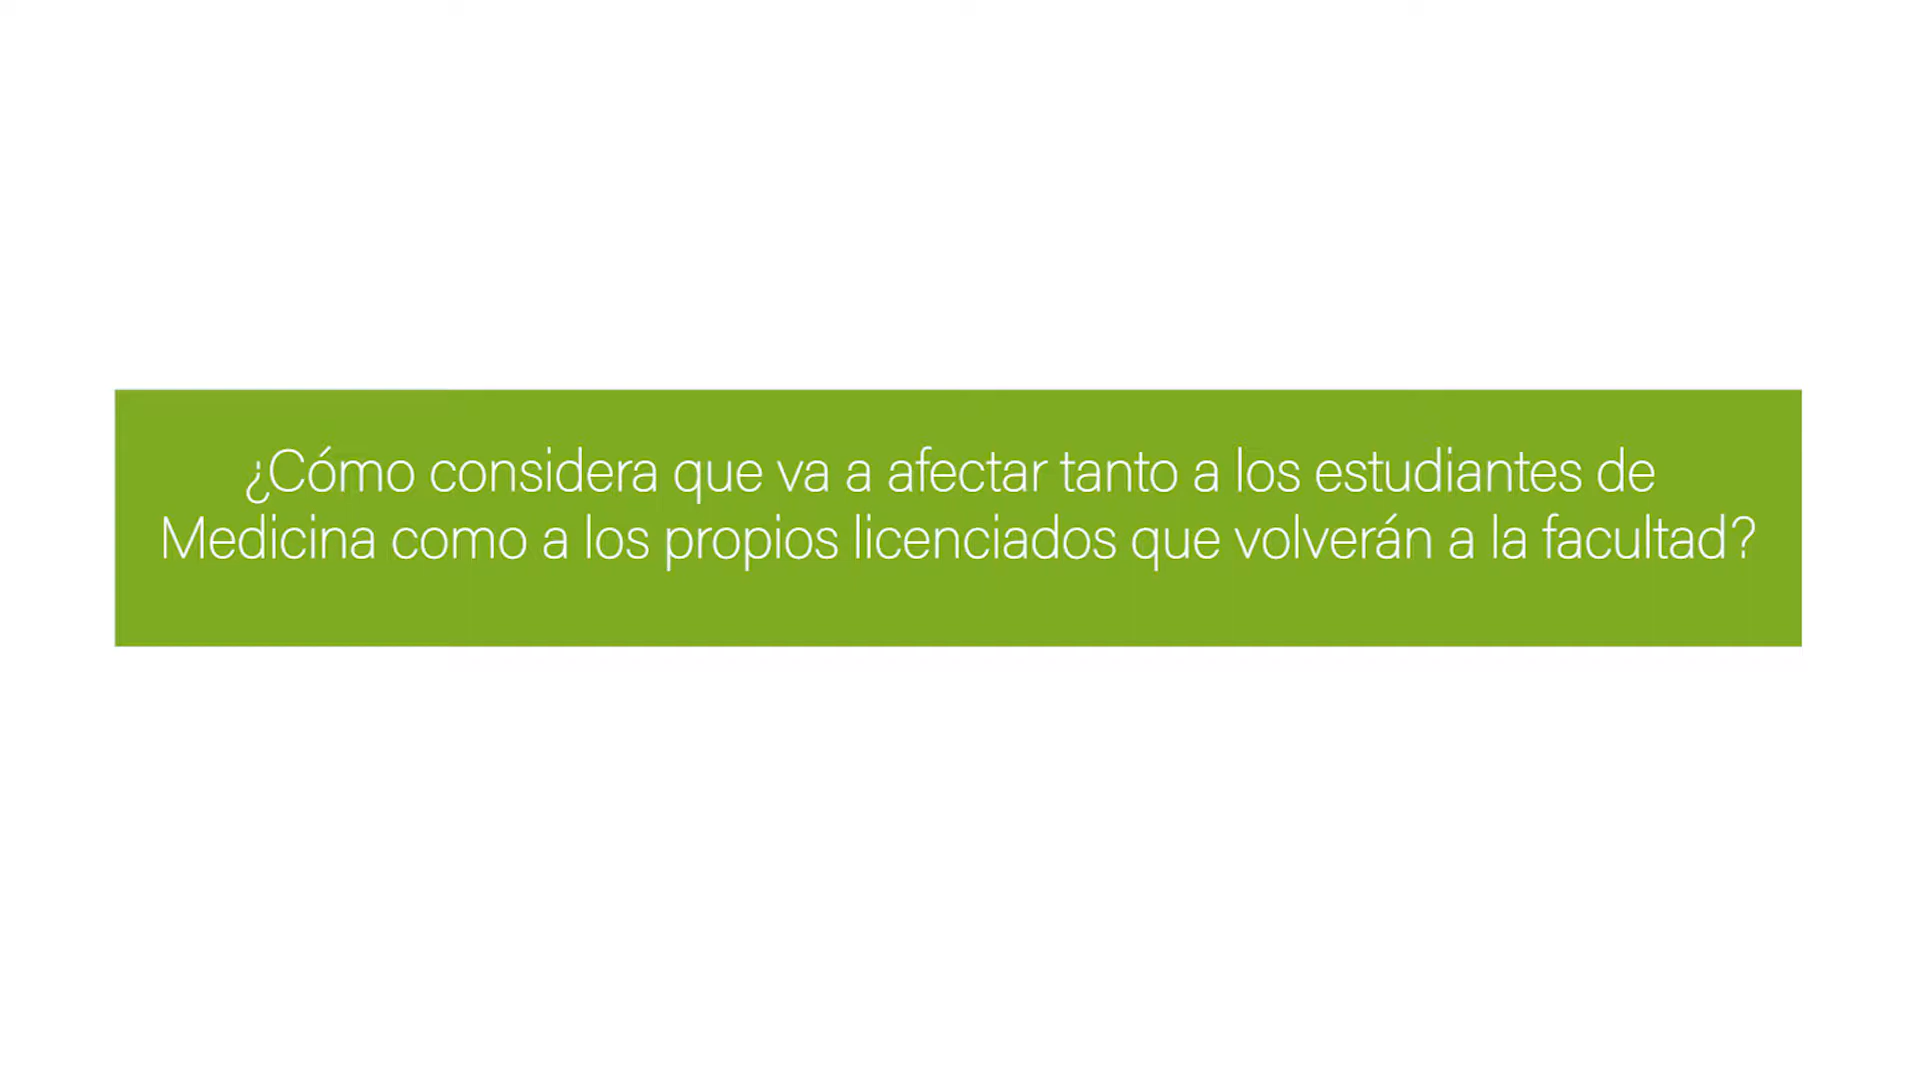 ¿Cómo considera que va a afectar tanto a los estudiantes de
Medicina como a los propios licenciados que volverán a la facultad?